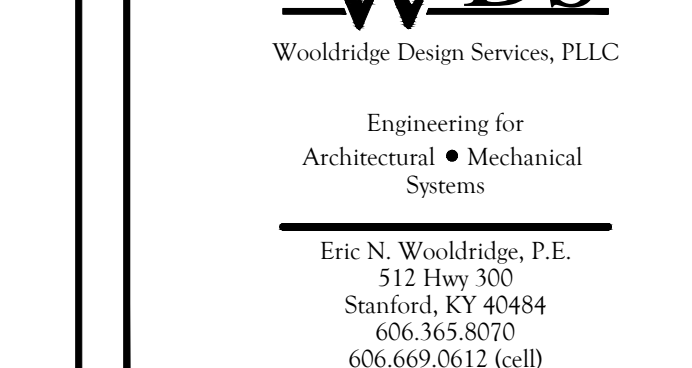 WDS
Wooldridge Design Services, PLLC
Engineering for
Architectural ● Mechanical
Systems
Eric N. Wooldridge, P.E.
512 Hwy 300
Stanford, KY 40484
606.365.8070
606.669.0612 (cell)